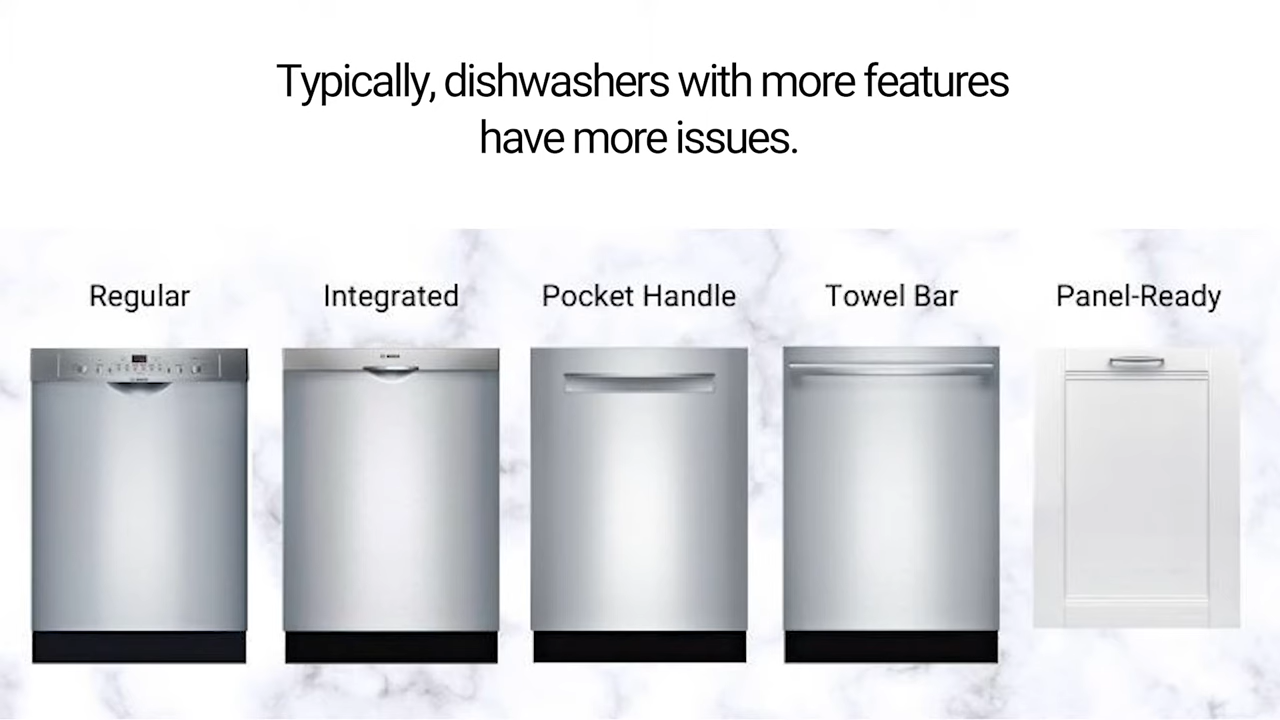 Typically, dishwashers with more features
have more issues.
Regular
Integrated
Pocket Handle
Towel Bar
Panel-Ready